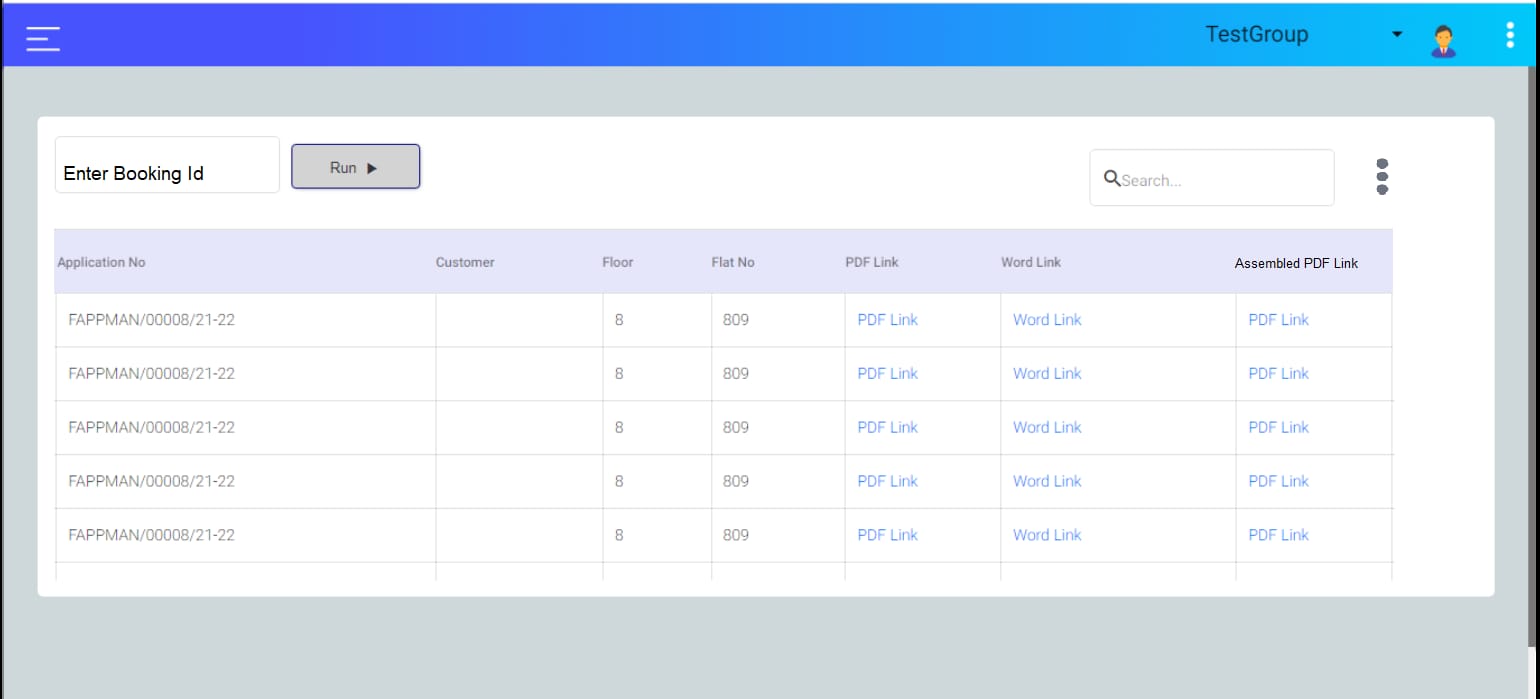 TestGroup
Enter Booking Id
Run
Search...
Application No Customer Floor Flat No PDF Link Word Link Assembled PDF Link
FAPPMAN/00008/21-22 8 809 PDF Link Word Link PDF Link
FAPPMAN/00008/21-22 8 809 PDF Link Word Link PDF Link
FAPPMAN/00008/21-22 8 809 PDF Link Word Link PDF Link
FAPPMAN/00008/21-22 8 809 PDF Link Word Link PDF Link
FAPPMAN/00008/21-22 8 809 PDF Link Word Link PDF Link